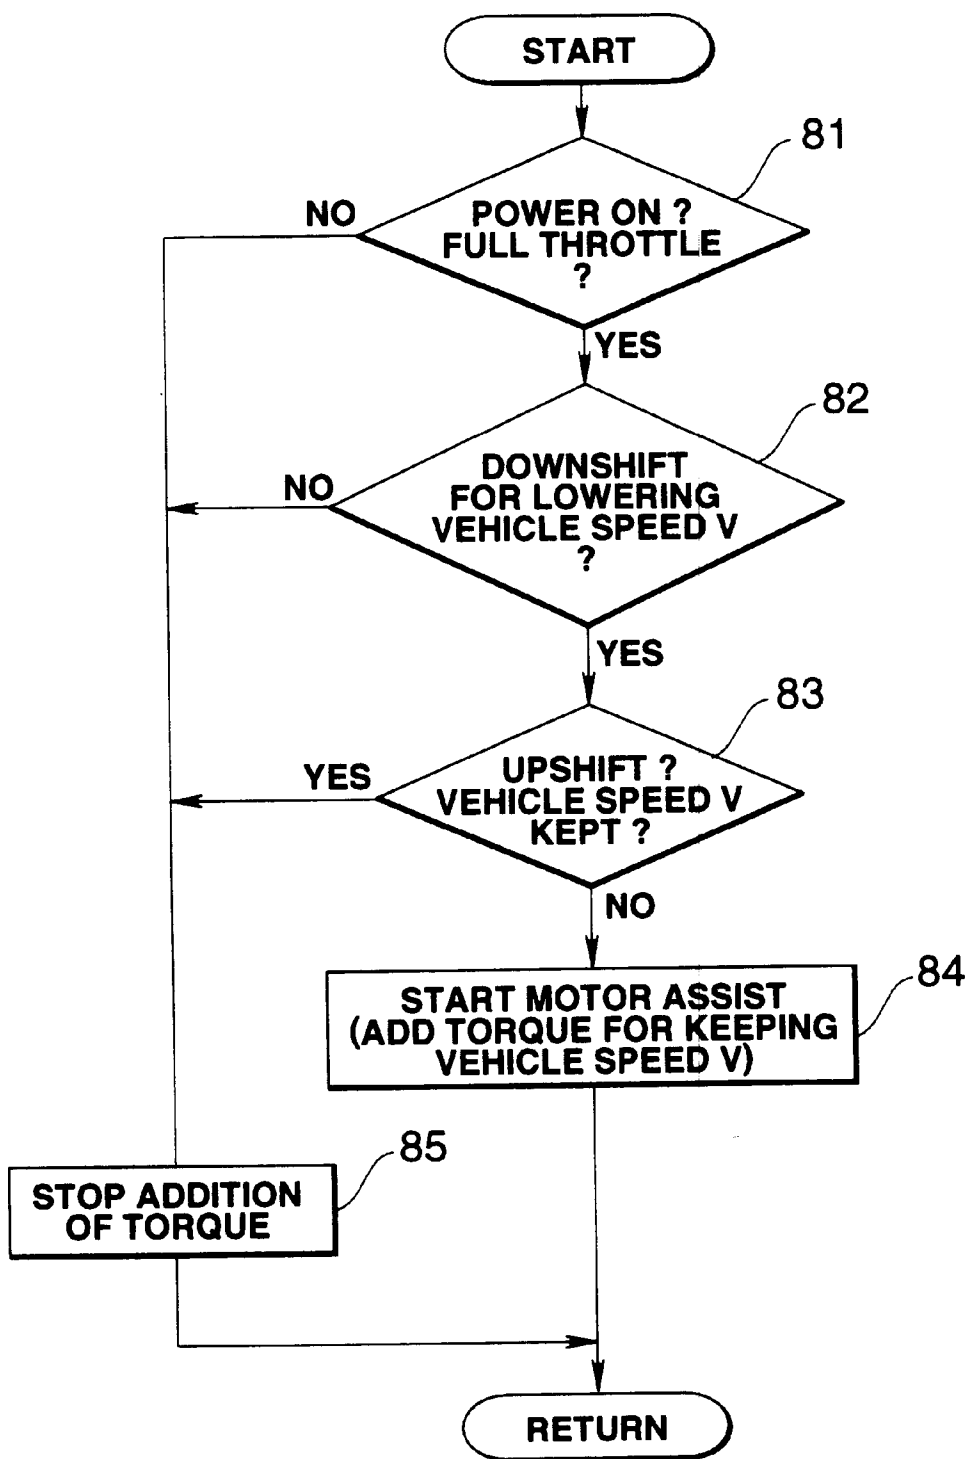 START
81
NO
POWER ON ?
FULL THROTTLE
?
YES
82
NO
DOWNSHIFT
FOR LOWERING
VEHICLE SPEED V
?
YES
83
YES
UPSHIFT ?
VEHICLE SPEED V
KEPT ?
NO
84
START MOTOR ASSIST
(ADD TORQUE FOR KEEPING
VEHICLE SPEED V)
85
STOP ADDITION
OF TORQUE
RETURN